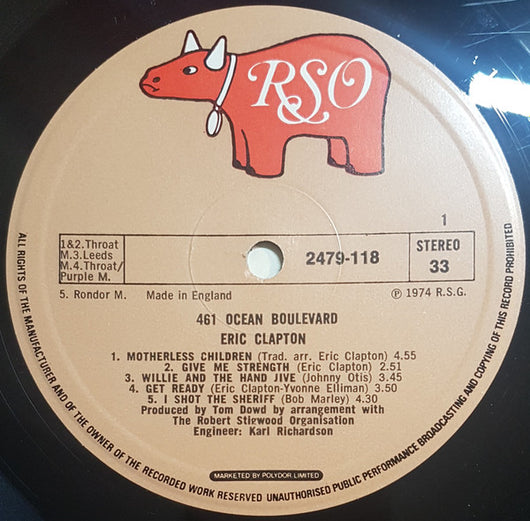 RSO
1
1&2.Throat
M.3.Leeds
M.4.Throat/
Purple M.
2479-118
STEREO
33
5. Rondor M. Made in England
℗ 1974 R.S.G.
461 OCEAN BOULEVARD
ERIC CLAPTON
1. MOTHERLESS CHILDREN (Trad. arr. Eric Clapton) 4.55
2. GIVE ME STRENGTH (Eric Clapton) 2.51
3. WILLIE AND THE HAND JIVE (Johnny Otis) 3.45
4. GET READY (Eric Clapton-Yvonne Elliman) 3.50
5. I SHOT THE SHERIFF (Bob Marley) 4.30
Produced by Tom Dowd by arrangement with
The Robert Stigwood Organisation
Engineer: Karl Richardson
MARKETED BY POLYDOR LIMITED
ALL RIGHTS OF THE MANUFACTURER AND OF THE OWNER OF THE RECORDED WORK RESERVED UNAUTHORISED PUBLIC PERFORMANCE BROADCASTING AND COPYING OF THIS RECORD PROHIBITED